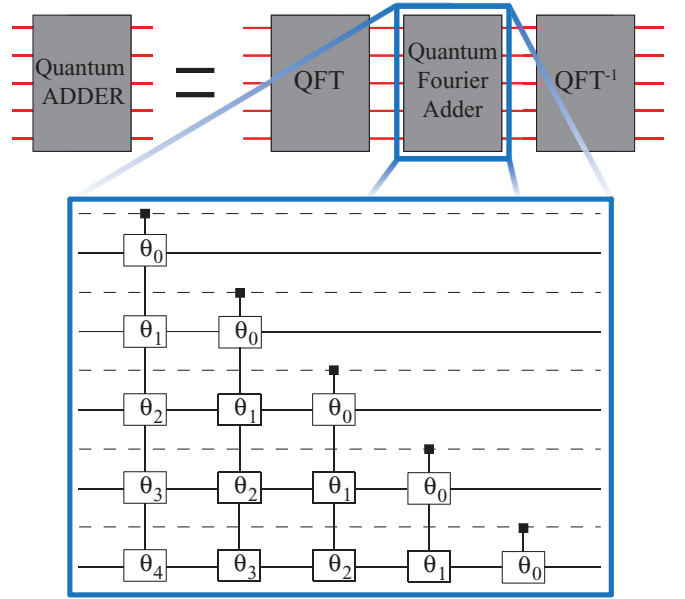 Quantum
ADDER
=
QFT
Quantum
Fourier
Adder
QFT⁻¹
θ₀
θ₁ θ₀
θ₂ θ₁ θ₀
θ₃ θ₂ θ₁ θ₀
θ₄ θ₃ θ₂ θ₁ θ₀